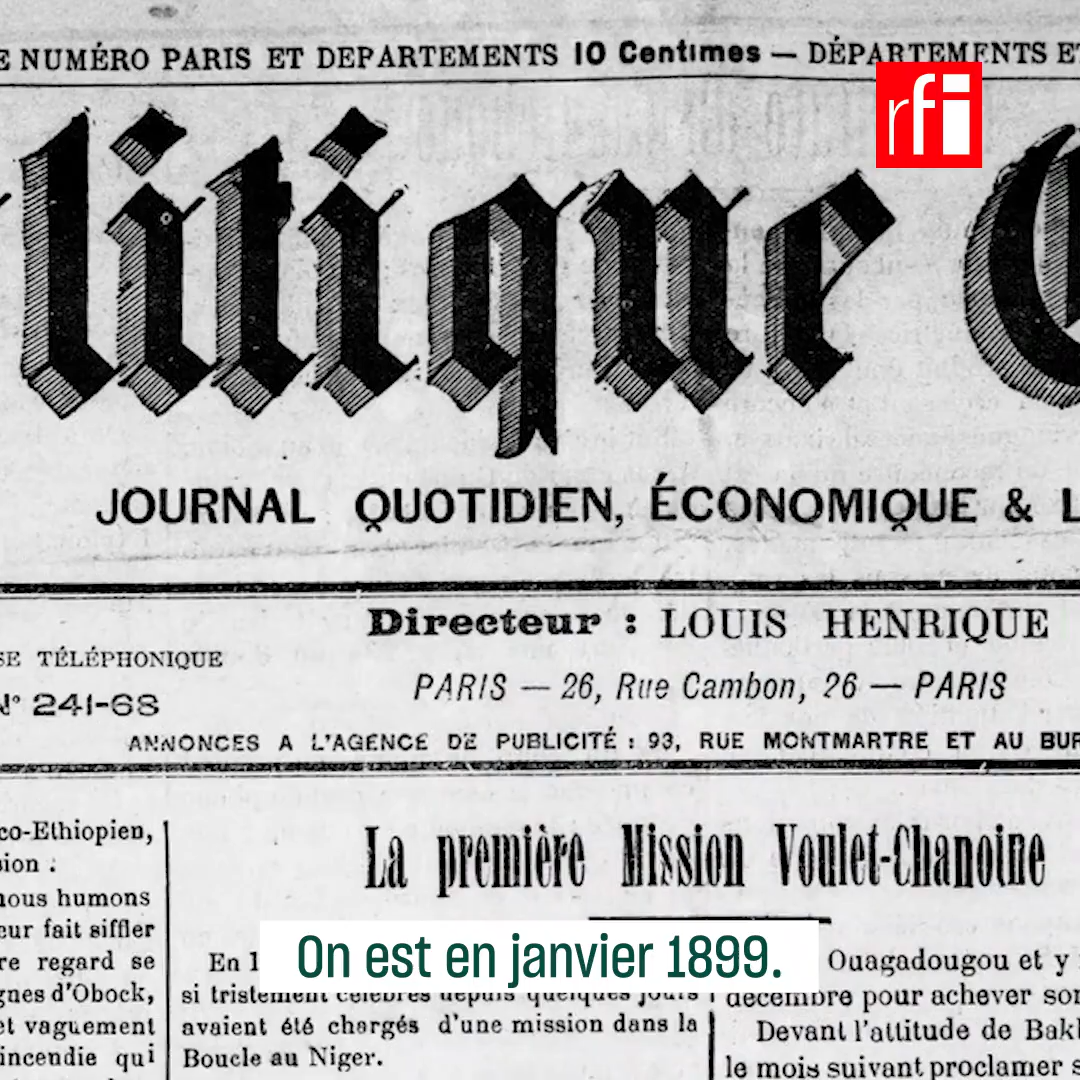 E NUMÉRO PARIS ET DEPARTEMENTS 10 Centimes — DÉPARTEMENTS ET
rfi
litique C
JOURNAL QUOTIDIEN, ÉCONOMIQUE & L
Directeur : LOUIS HENRIQUE
SE TÉLÉPHONIQUE
PARIS — 26, Rue Cambon, 26 — PARIS
N° 241-68
ANNONCES A L'AGENCE DE PUBLICITÉ : 93, RUE MONTMARTRE ET AU BUR
co-Ethiopien,
sion :
nous humons
eur fait siffler
re regard se
gnes d'Obock,
et vaguement
incendie qui
La première Mission Voulet-Chanoine
En 1
si tristement célèbres depuis quelques jours
avaient été chargés d'une mission dans la
Boucle au Niger.
On est en janvier 1899.
Ouagadougou et y
décembre pour achever son
Devant l'attitude de Bak
le mois suivant proclamer s